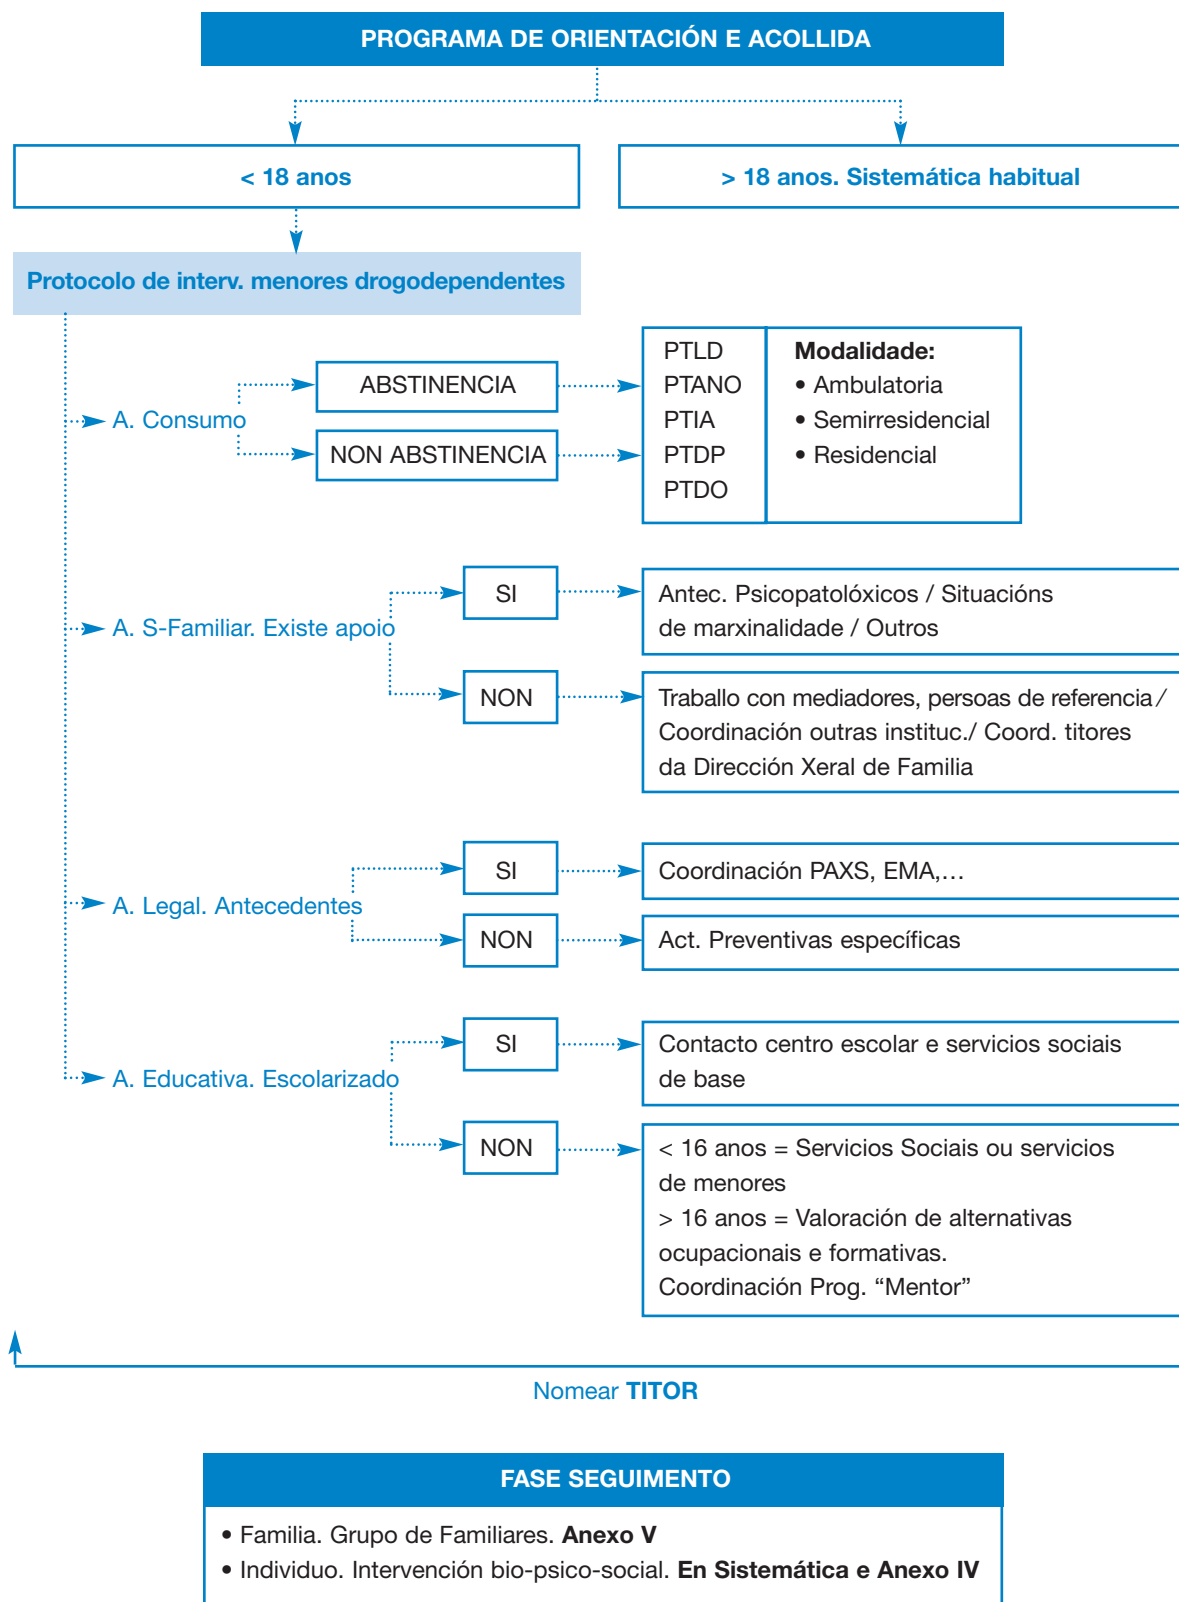 PROGRAMA DE ORIENTACIÓN E ACOLLIDA
< 18 anos
> 18 anos. Sistemática habitual
Protocolo de interv. menores drogodependentes
A. Consumo
ABSTINENCIA
NON ABSTINENCIA
PTLD
PTANO
PTIA
PTDP
PTDO
Modalidade:
• Ambulatoria
• Semirresidencial
• Residencial
A. S-Familiar. Existe apoio
SI
Antec. Psicopatolóxicos / Situacións
de marxinalidade / Outros
NON
Traballo con mediadores, persoas de referencia/
Coordinación outras instituc./ Coord. titores
da Dirección Xeral de Familia
A. Legal. Antecedentes
SI
Coordinación PAXS, EMA,…
NON
Act. Preventivas específicas
A. Educativa. Escolarizado
SI
Contacto centro escolar e servicios sociais
de base
NON
< 16 anos = Servicios Sociais ou servicios
de menores
> 16 anos = Valoración de alternativas
ocupacionais e formativas.
Coordinación Prog. “Mentor”
Nomear TITOR
FASE SEGUIMENTO
• Familia. Grupo de Familiares. Anexo V
• Individuo. Intervención bio-psico-social. En Sistemática e Anexo IV